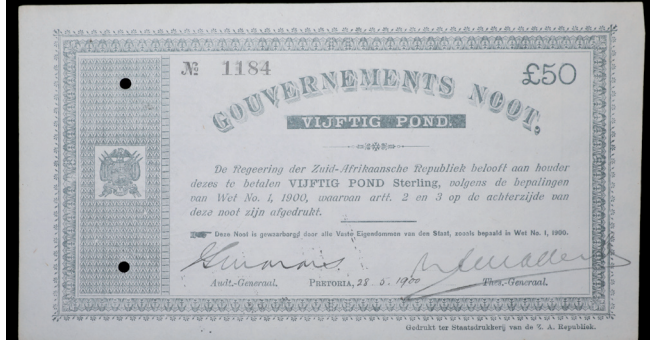 № 1184
£50
GOUVERNEMENTS NOOT,
VIJFTIG POND.
De Regeering der Zuid-Afrikaansche Republiek belooft aan houder
dezes te betalen VIJFTIG POND Sterling, volgens de bepalingen
van Wet No. 1, 1900, waarvan artt. 2 en 3 op de achterzijde van
deze noot zijn afgedrukt.
Deze Noot is gewaarborgd door alle Vaste Eigendommen van den Staat, zooals bepaald in Wet No. 1, 1900.
Audt.-Generaal. PRETORIA, 28. 5. 1900 Thes.-Generaal.
Gedrukt ter Staatsdrukkerij van de Z. A. Republiek.